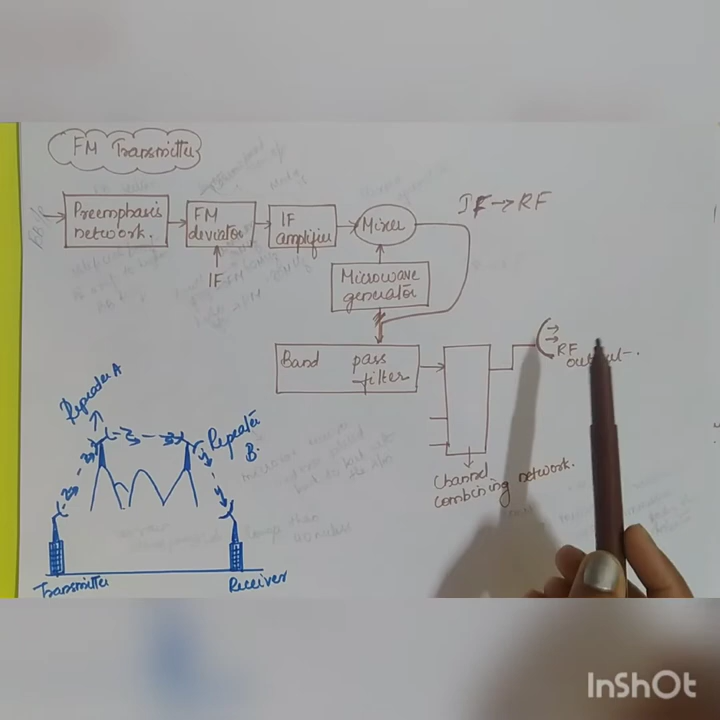 FM Transmitter
IF → RF
BB i/p
Preemphasis
network.
FM
deviator
IF
amplifier
Mixer
IF
Microwave
generator
Band pass
filter
RF
output
Channel
combining network.
Repeater A
Repeater
B.
Transmitter
Receiver
InShOt